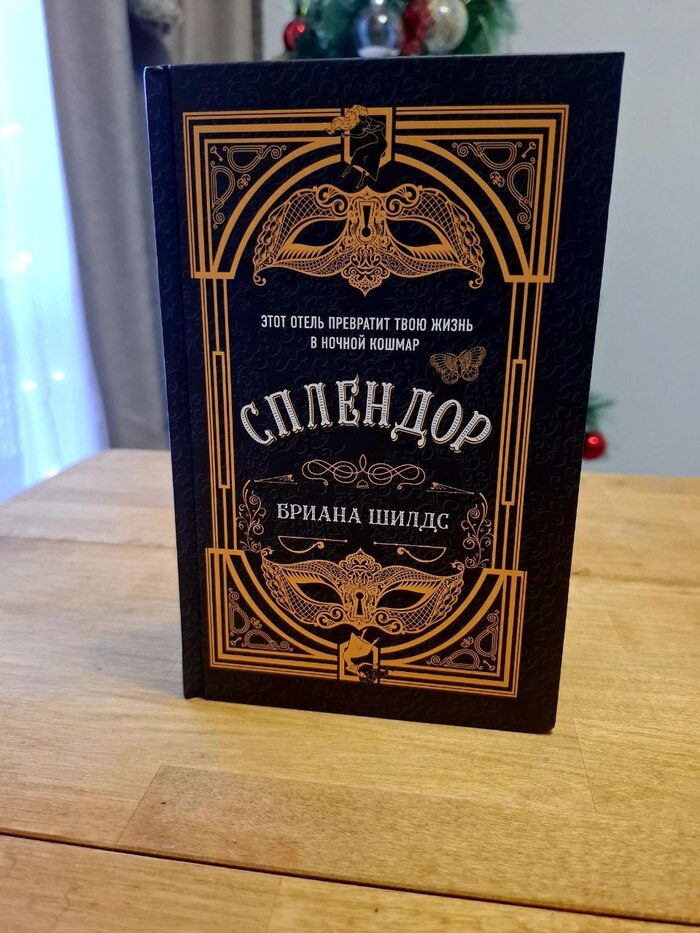 ЭТОТ ОТЕЛЬ ПРЕВРАТИТ ТВОЮ ЖИЗНЬ
В НОЧНОЙ КОШМАР
СПЛЕНДОР
БРИАНА ШИЛДС